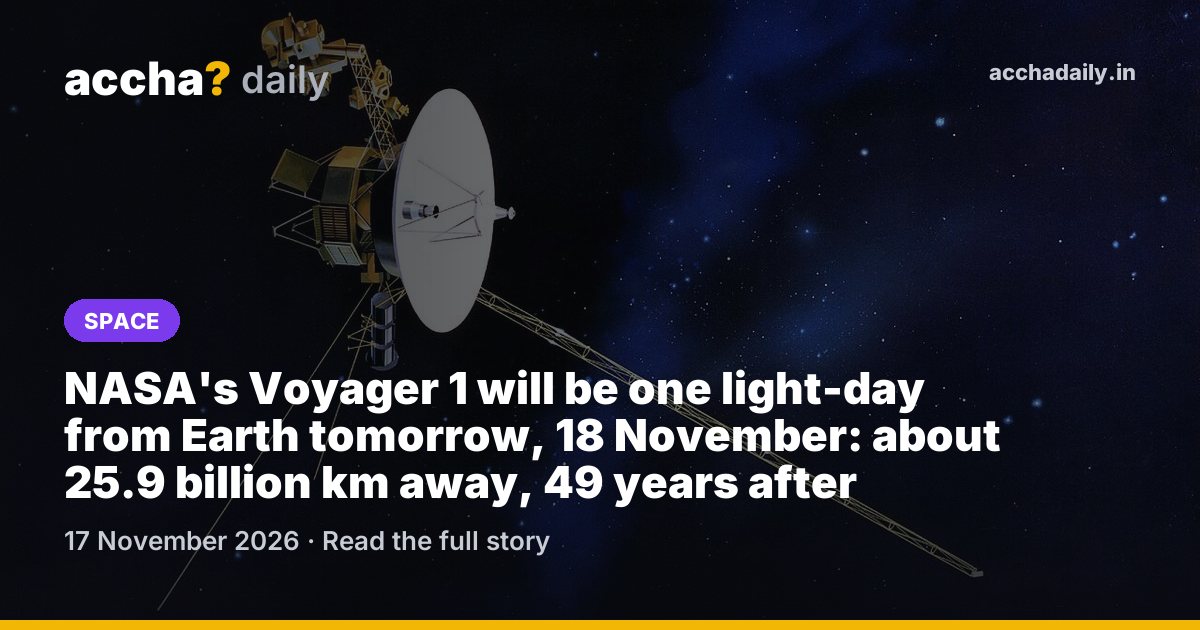 accha? daily
acchadaily.in
SPACE
NASA's Voyager 1 will be one light-day
from Earth tomorrow, 18 November: about
25.9 billion km away, 49 years after
17 November 2026 · Read the full story